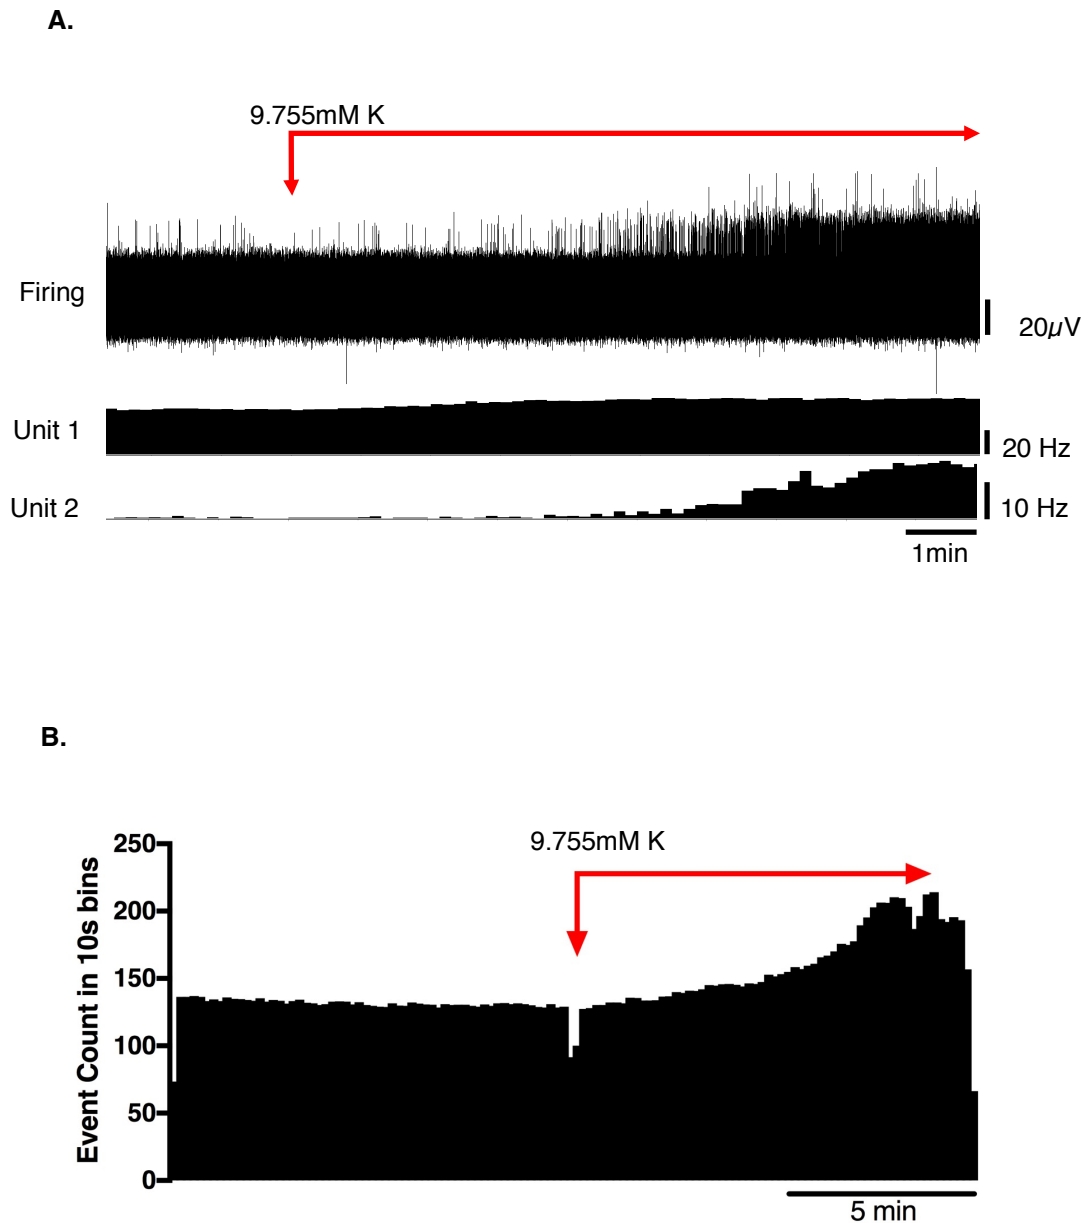 A.
9.755mM K
Firing
20µV
Unit 1
20 Hz
Unit 2
10 Hz
1min
B.
9.755mM K
250
200
150
100
50
0
Event Count in 10s bins
5 min